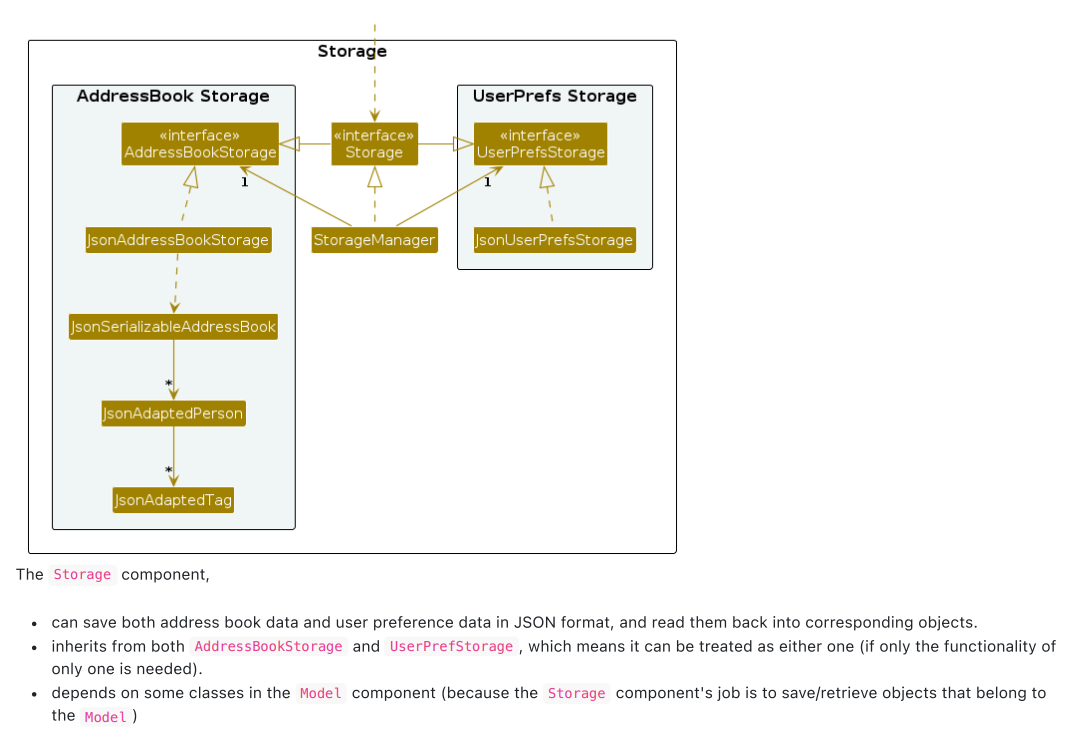 Storage
AddressBook Storage
UserPrefs Storage
«interface»
AddressBookStorage
«interface»
Storage
«interface»
UserPrefsStorage
1
1
JsonAddressBookStorage
StorageManager
JsonUserPrefsStorage
JsonSerializableAddressBook
*
JsonAdaptedPerson
*
JsonAdaptedTag
The Storage component,
• can save both address book data and user preference data in JSON format, and read them back into corresponding objects.
• inherits from both AddressBookStorage and UserPrefStorage, which means it can be treated as either one (if only the functionality of
only one is needed).
• depends on some classes in the Model component (because the Storage component's job is to save/retrieve objects that belong to
the Model)